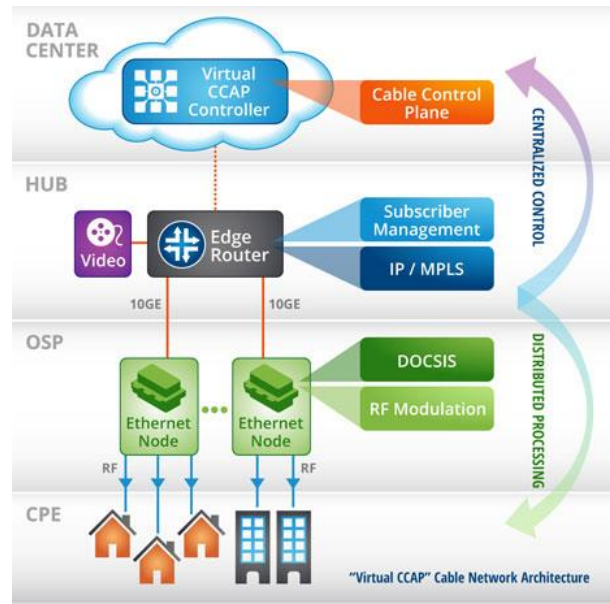 DATA
CENTER
Virtual
CCAP
Controller
Cable Control
Plane
CENTRALIZED CONTROL
HUB
Video
Edge
Router
Subscriber
Management
IP / MPLS
10GE
10GE
OSP
Ethernet
Node
Ethernet
Node
DOCSIS
RF Modulation
DISTRIBUTED PROCESSING
RF
RF
CPE
"Virtual CCAP" Cable Network Architecture